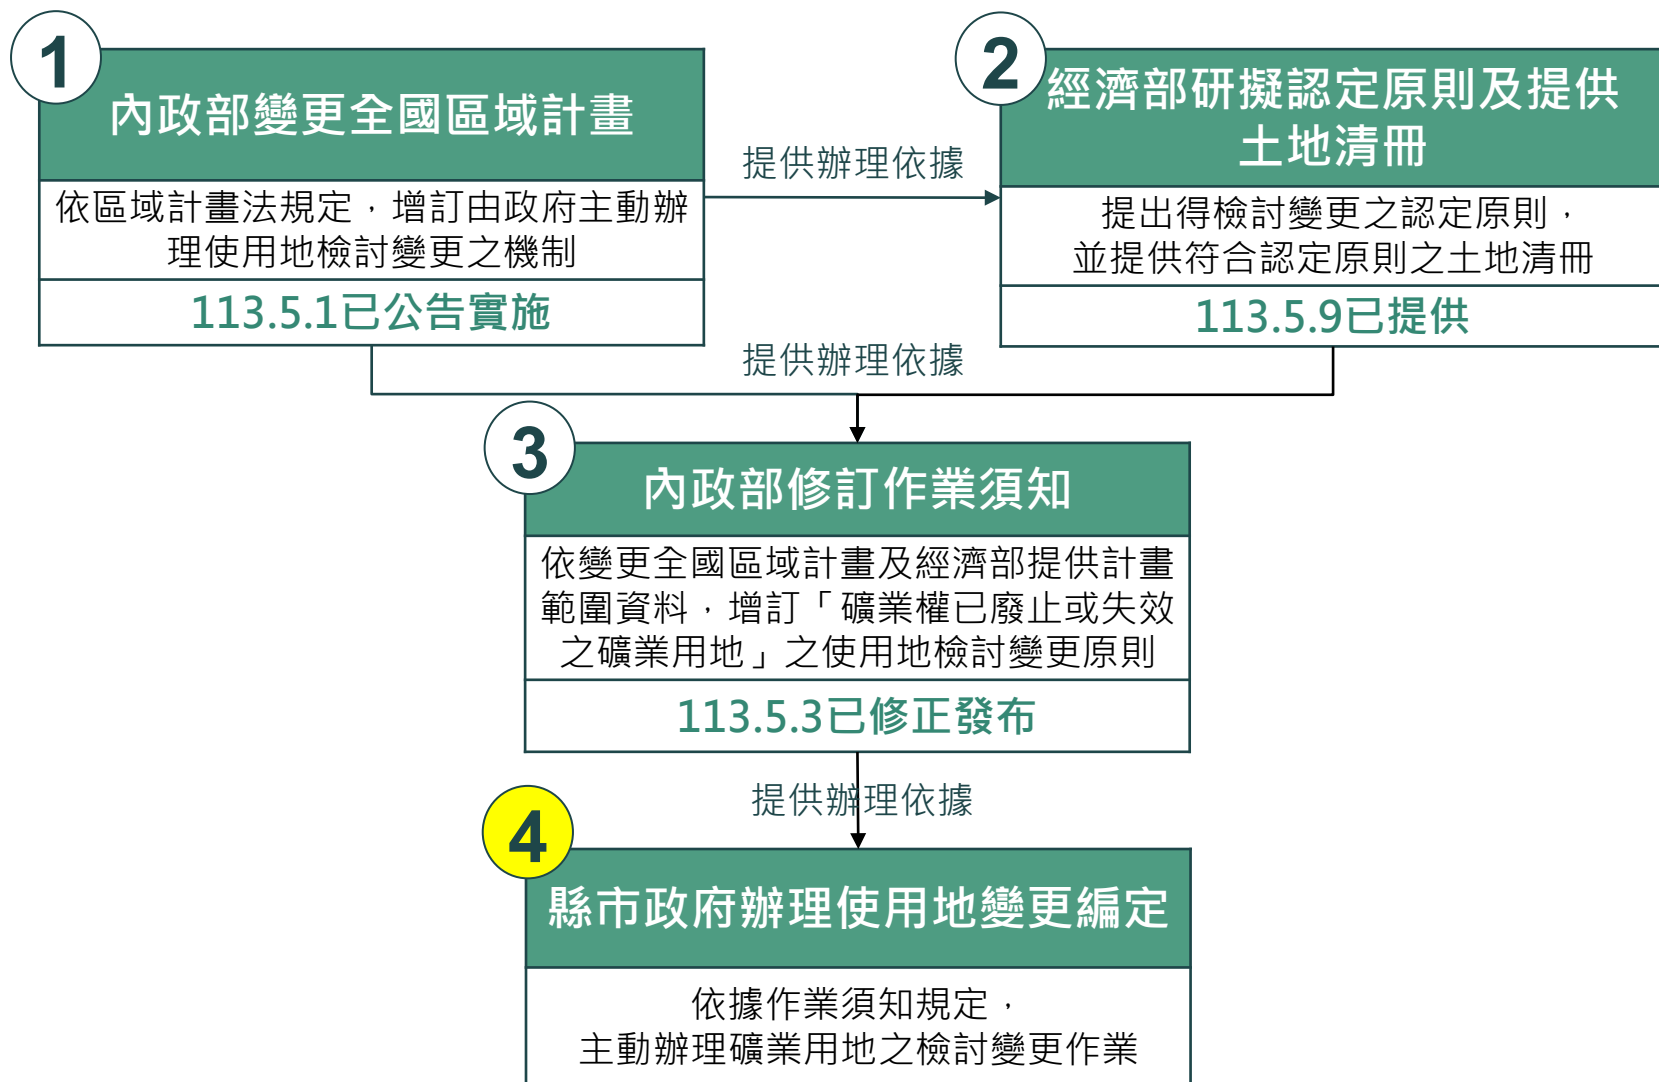 1
內政部變更全國區域計畫
依區域計畫法規定，增訂由政府主動辦
理使用地檢討變更之機制
113.5.1已公告實施
提供辦理依據
2
經濟部研擬認定原則及提供
土地清冊
提出得檢討變更之認定原則，
並提供符合認定原則之土地清冊
113.5.9已提供
提供辦理依據
3
內政部修訂作業須知
依變更全國區域計畫及經濟部提供計畫
範圍資料，增訂「礦業權已廢止或失效
之礦業用地」之使用地檢討變更原則
113.5.3已修正發布
提供辦理依據
4
縣市政府辦理使用地變更編定
依據作業須知規定，
主動辦理礦業用地之檢討變更作業